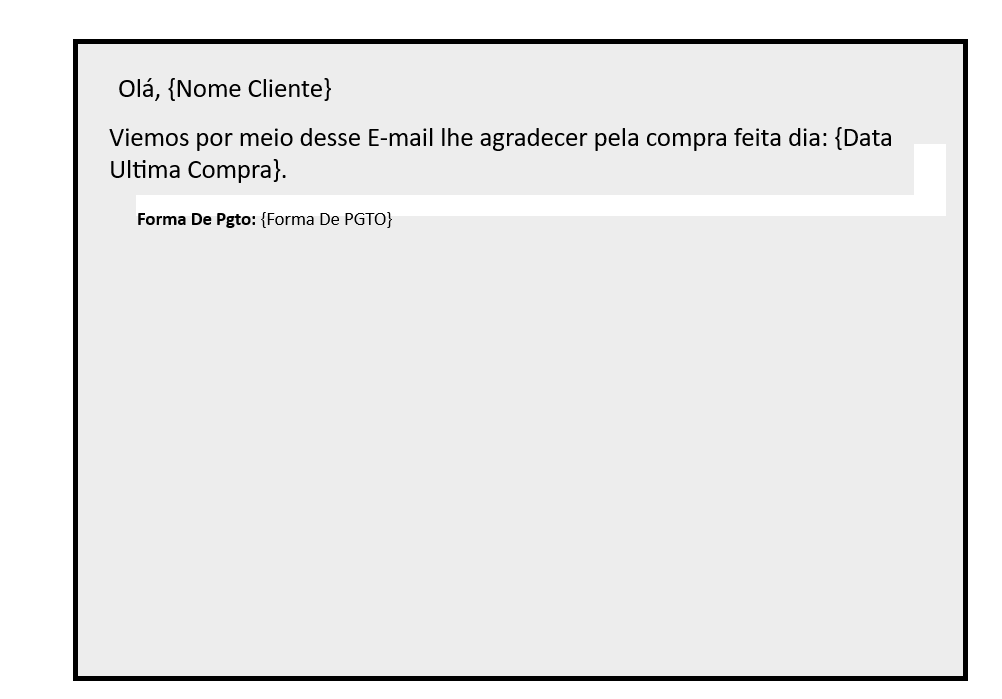 Olá, {Nome Cliente}
Viemos por meio desse E-mail lhe agradecer pela compra feita dia: {Data
Ultima Compra}.
Forma De Pgto: {Forma De PGTO}